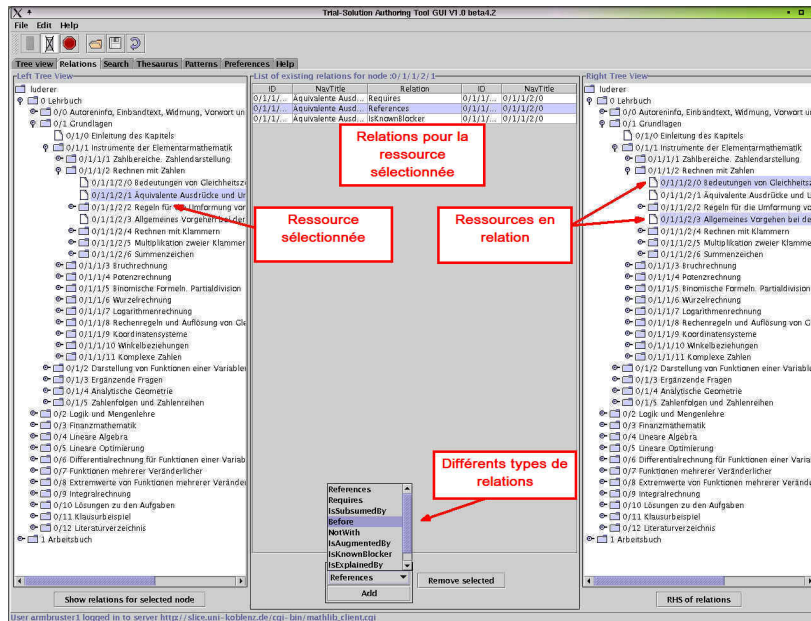 Trial-Solution Authoring Tool GUI V1.0 beta4.2
File Edit Help
Tree view Relations Search Thesaurus Patterns Preferences Help
Left Tree View
luderer
0 Lehrbuch
0/0 Autoreninfo, Einbandtext, Widmung, Vorwort un
0/1 Grundlagen
0/1/0 Einleitung des Kapitels
0/1/1 Instrumente der Elementarmathematik
0/1/1/1 Zahlbereiche. Zahlendarstellung
0/1/1/2 Rechnen mit Zahlen
0/1/1/2/0 Bedeutungen von Gleichheitsz
0/1/1/2/1 Äquivalente Ausdrücke und Ur
0/1/1/2/2 Regeln für die Umformung vor
0/1/1/2/3 Allgemeines Vorgehen bei der
0/1/1/2/4 Rechnen mit Klammern
0/1/1/2/5 Multiplikation zweier Klammer
0/1/1/2/6 Summenzeichen
0/1/1/3 Bruchrechnung
0/1/1/4 Potenzrechnung
0/1/1/5 Binomische Formeln. Partialdivision
0/1/1/6 Wurzelrechnung
0/1/1/7 Logarithmenrechnung
0/1/1/8 Rechenregeln und Auflösung von Gle
0/1/1/9 Koordinatensysteme
0/1/1/10 Winkelbeziehungen
0/1/1/11 Komplexe Zahlen
0/1/2 Darstellung von Funktionen einer Variable
0/1/3 Ergänzende Fragen
0/1/4 Analytische Geometrie
0/1/5 Zahlenfolgen und Zahlenreihen
0/2 Logik und Mengenlehre
0/3 Finanzmathematik
0/4 Lineare Algebra
0/5 Lineare Optimierung
0/6 Differentialrechnung für Funktionen einer Variab
0/7 Funktionen mehrerer Veränderlicher
0/8 Extremwerte von Funktionen mehrerer Verände
0/9 Integralrechnung
0/10 Lösungen zu den Aufgaben
0/11 Klausurbeispiel
0/12 Literaturverzeichnis
1 Arbeitsbuch
Show relations for selected node
List of existing relations for node :0/1/1/2/1
ID NavTitle Relation ID NavTitle
0/1/1/... Äquivalente Ausd... Requires 0/1/1/... 0/1/1/2/0
0/1/1/... Äquivalente Ausd... References 0/1/1/... 0/1/1/2/0
0/1/1/... Äquivalente Ausd... IsKnownBlocker 0/1/1/... 0/1/1/2/0
Relations pour la
ressource
sélectionnée
Ressource
sélectionnée
Ressources en
relation
Différents types de
relations
References
Requires
IsSubsumedBy
Before
NotWith
IsAugmentedBy
IsKnownBlocker
IsExplainedBy
References
Add
Remove selected
Right Tree View
luderer
0 Lehrbuch
0/0 Autoreninfo, Einbandtext, Widmung, Vorwort un
0/1 Grundlagen
0/1/0 Einleitung des Kapitels
0/1/1 Instrumente der Elementarmathematik
0/1/1/1 Zahlbereiche. Zahlendarstellung
0/1/1/2 Rechnen mit Zahlen
0/1/1/2/0 Bedeutungen von Gleichheitsz
0/1/1/2/1 Äquivalente Ausdrücke und U
0/1/1/2/2 Regeln für die Umformung vor
0/1/1/2/3 Allgemeines Vorgehen bei de
0/1/1/2/4 Rechnen mit Klammern
0/1/1/2/5 Multiplikation zweier Klamme
0/1/1/2/6 Summenzeichen
0/1/1/3 Bruchrechnung
0/1/1/4 Potenzrechnung
0/1/1/5 Binomische Formeln. Partialdivision
0/1/1/6 Wurzelrechnung
0/1/1/7 Logarithmenrechnung
0/1/1/8 Rechenregeln und Auflösung von G
0/1/1/9 Koordinatensysteme
0/1/1/10 Winkelbeziehungen
0/1/1/11 Komplexe Zahlen
0/1/2 Darstellung von Funktionen einer Variable
0/1/3 Ergänzende Fragen
0/1/4 Analytische Geometrie
0/1/5 Zahlenfolgen und Zahlenreihen
0/2 Logik und Mengenlehre
0/3 Finanzmathematik
0/4 Lineare Algebra
0/5 Lineare Optimierung
0/6 Differentialrechnung für Funktionen einer Varia
0/7 Funktionen mehrerer Veränderlicher
0/8 Extremwerte von Funktionen mehrerer Verände
0/9 Integralrechnung
0/10 Lösungen zu den Aufgaben
0/11 Klausurbeispiel
0/12 Literaturverzeichnis
1 Arbeitsbuch
RHS of relations
User armbruster1 logged in to server http://slice.uni-koblenz.de/cgi-bin/mathlib_client.cgi